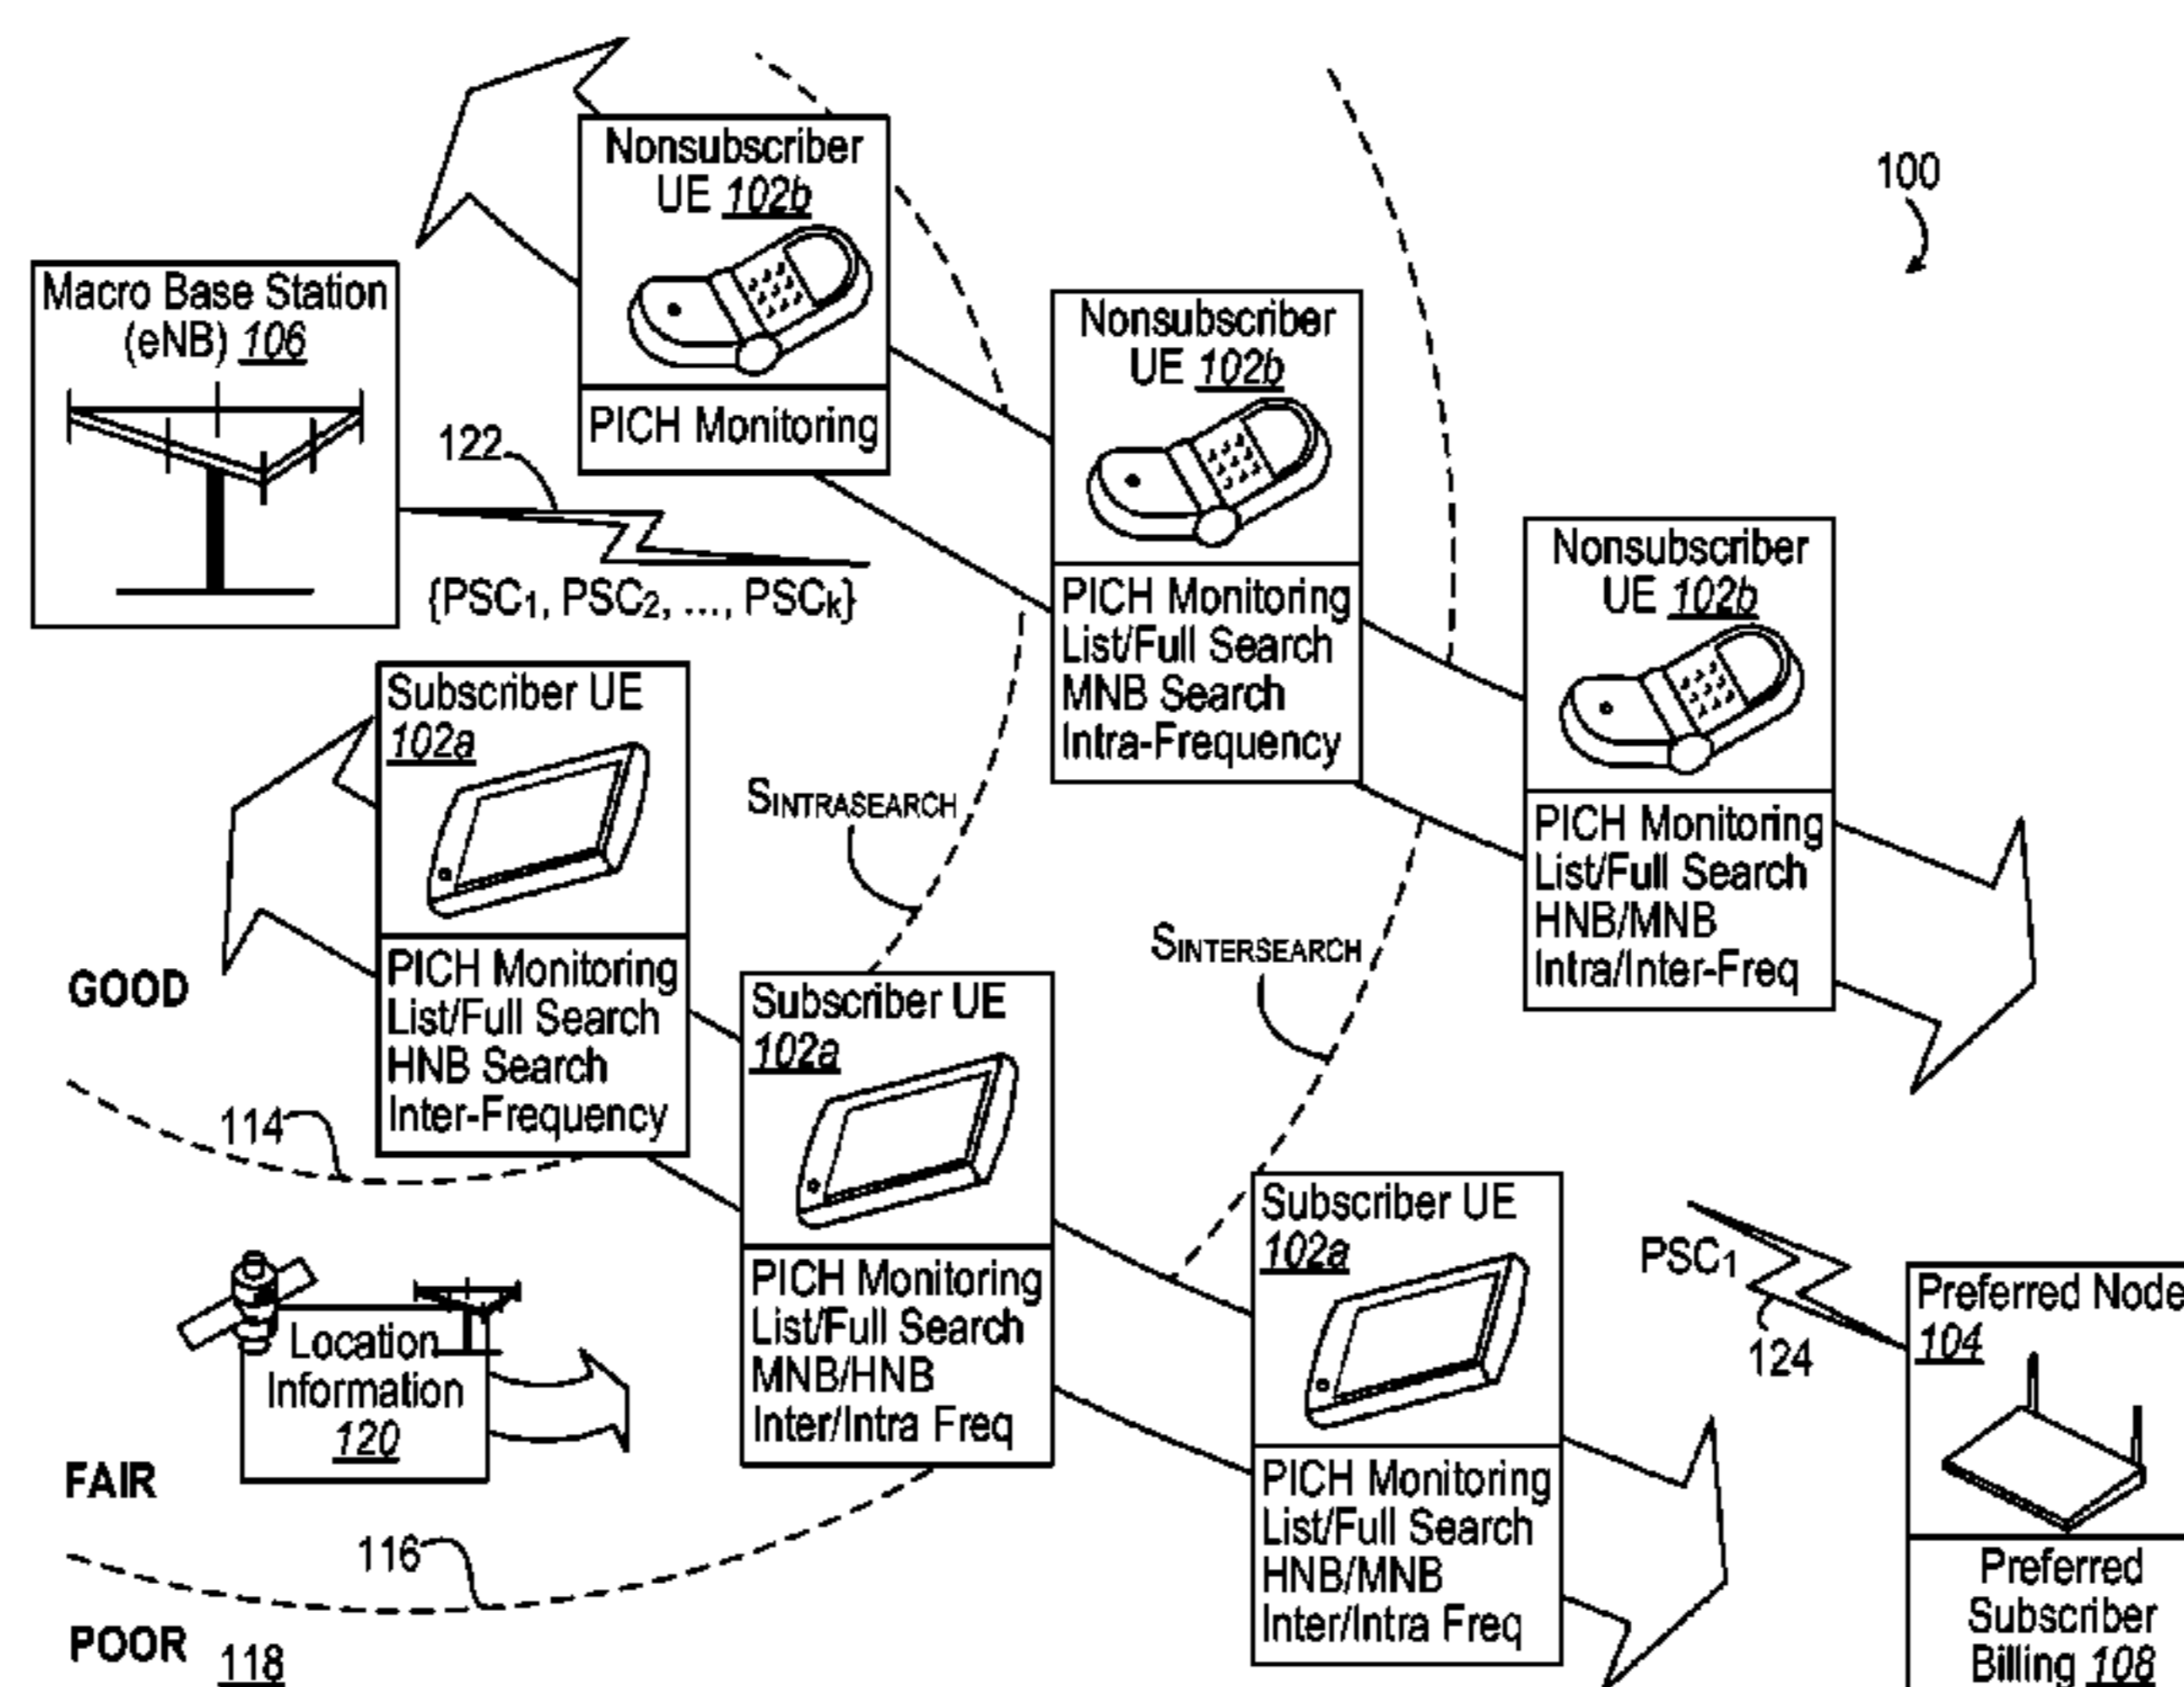 100
Nonsubscriber
UE 102b
PICH Monitoring
Macro Base Station
(eNB) 106
122
{PSC1, PSC2, ..., PSCk}
Nonsubscriber
UE 102b
PICH Monitoring
List/Full Search
MNB Search
Intra-Frequency
Nonsubscriber
UE 102b
PICH Monitoring
List/Full Search
HNB/MNB
Intra/Inter-Freq
Subscriber UE
102a
PICH Monitoring
List/Full Search
HNB Search
Inter-Frequency
SINTRASEARCH
SINTERSEARCH
GOOD
114
Subscriber UE
102a
PICH Monitoring
List/Full Search
MNB/HNB
Inter/Intra Freq
Subscriber UE
102a
PICH Monitoring
List/Full Search
HNB/MNB
Inter/Intra Freq
PSC1
124
Preferred Node
104
Preferred
Subscriber
Billing 108
Location
Information
120
FAIR
116
POOR 118